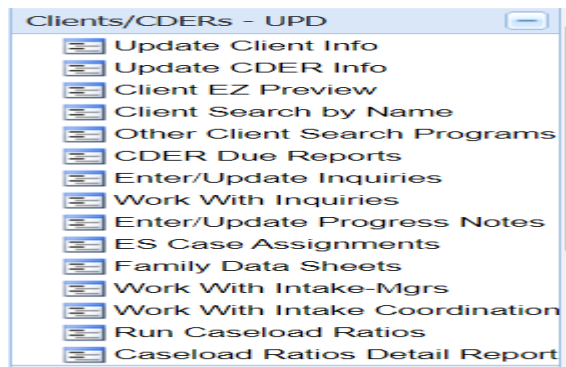 Clients/CDERs - UPD
Update Client Info
Update CDER Info
Client EZ Preview
Client Search by Name
Other Client Search Programs
CDER Due Reports
Enter/Update Inquiries
Work With Inquiries
Enter/Update Progress Notes
ES Case Assignments
Family Data Sheets
Work With Intake-Mgrs
Work With Intake Coordination
Run Caseload Ratios
Caseload Ratios Detail Report